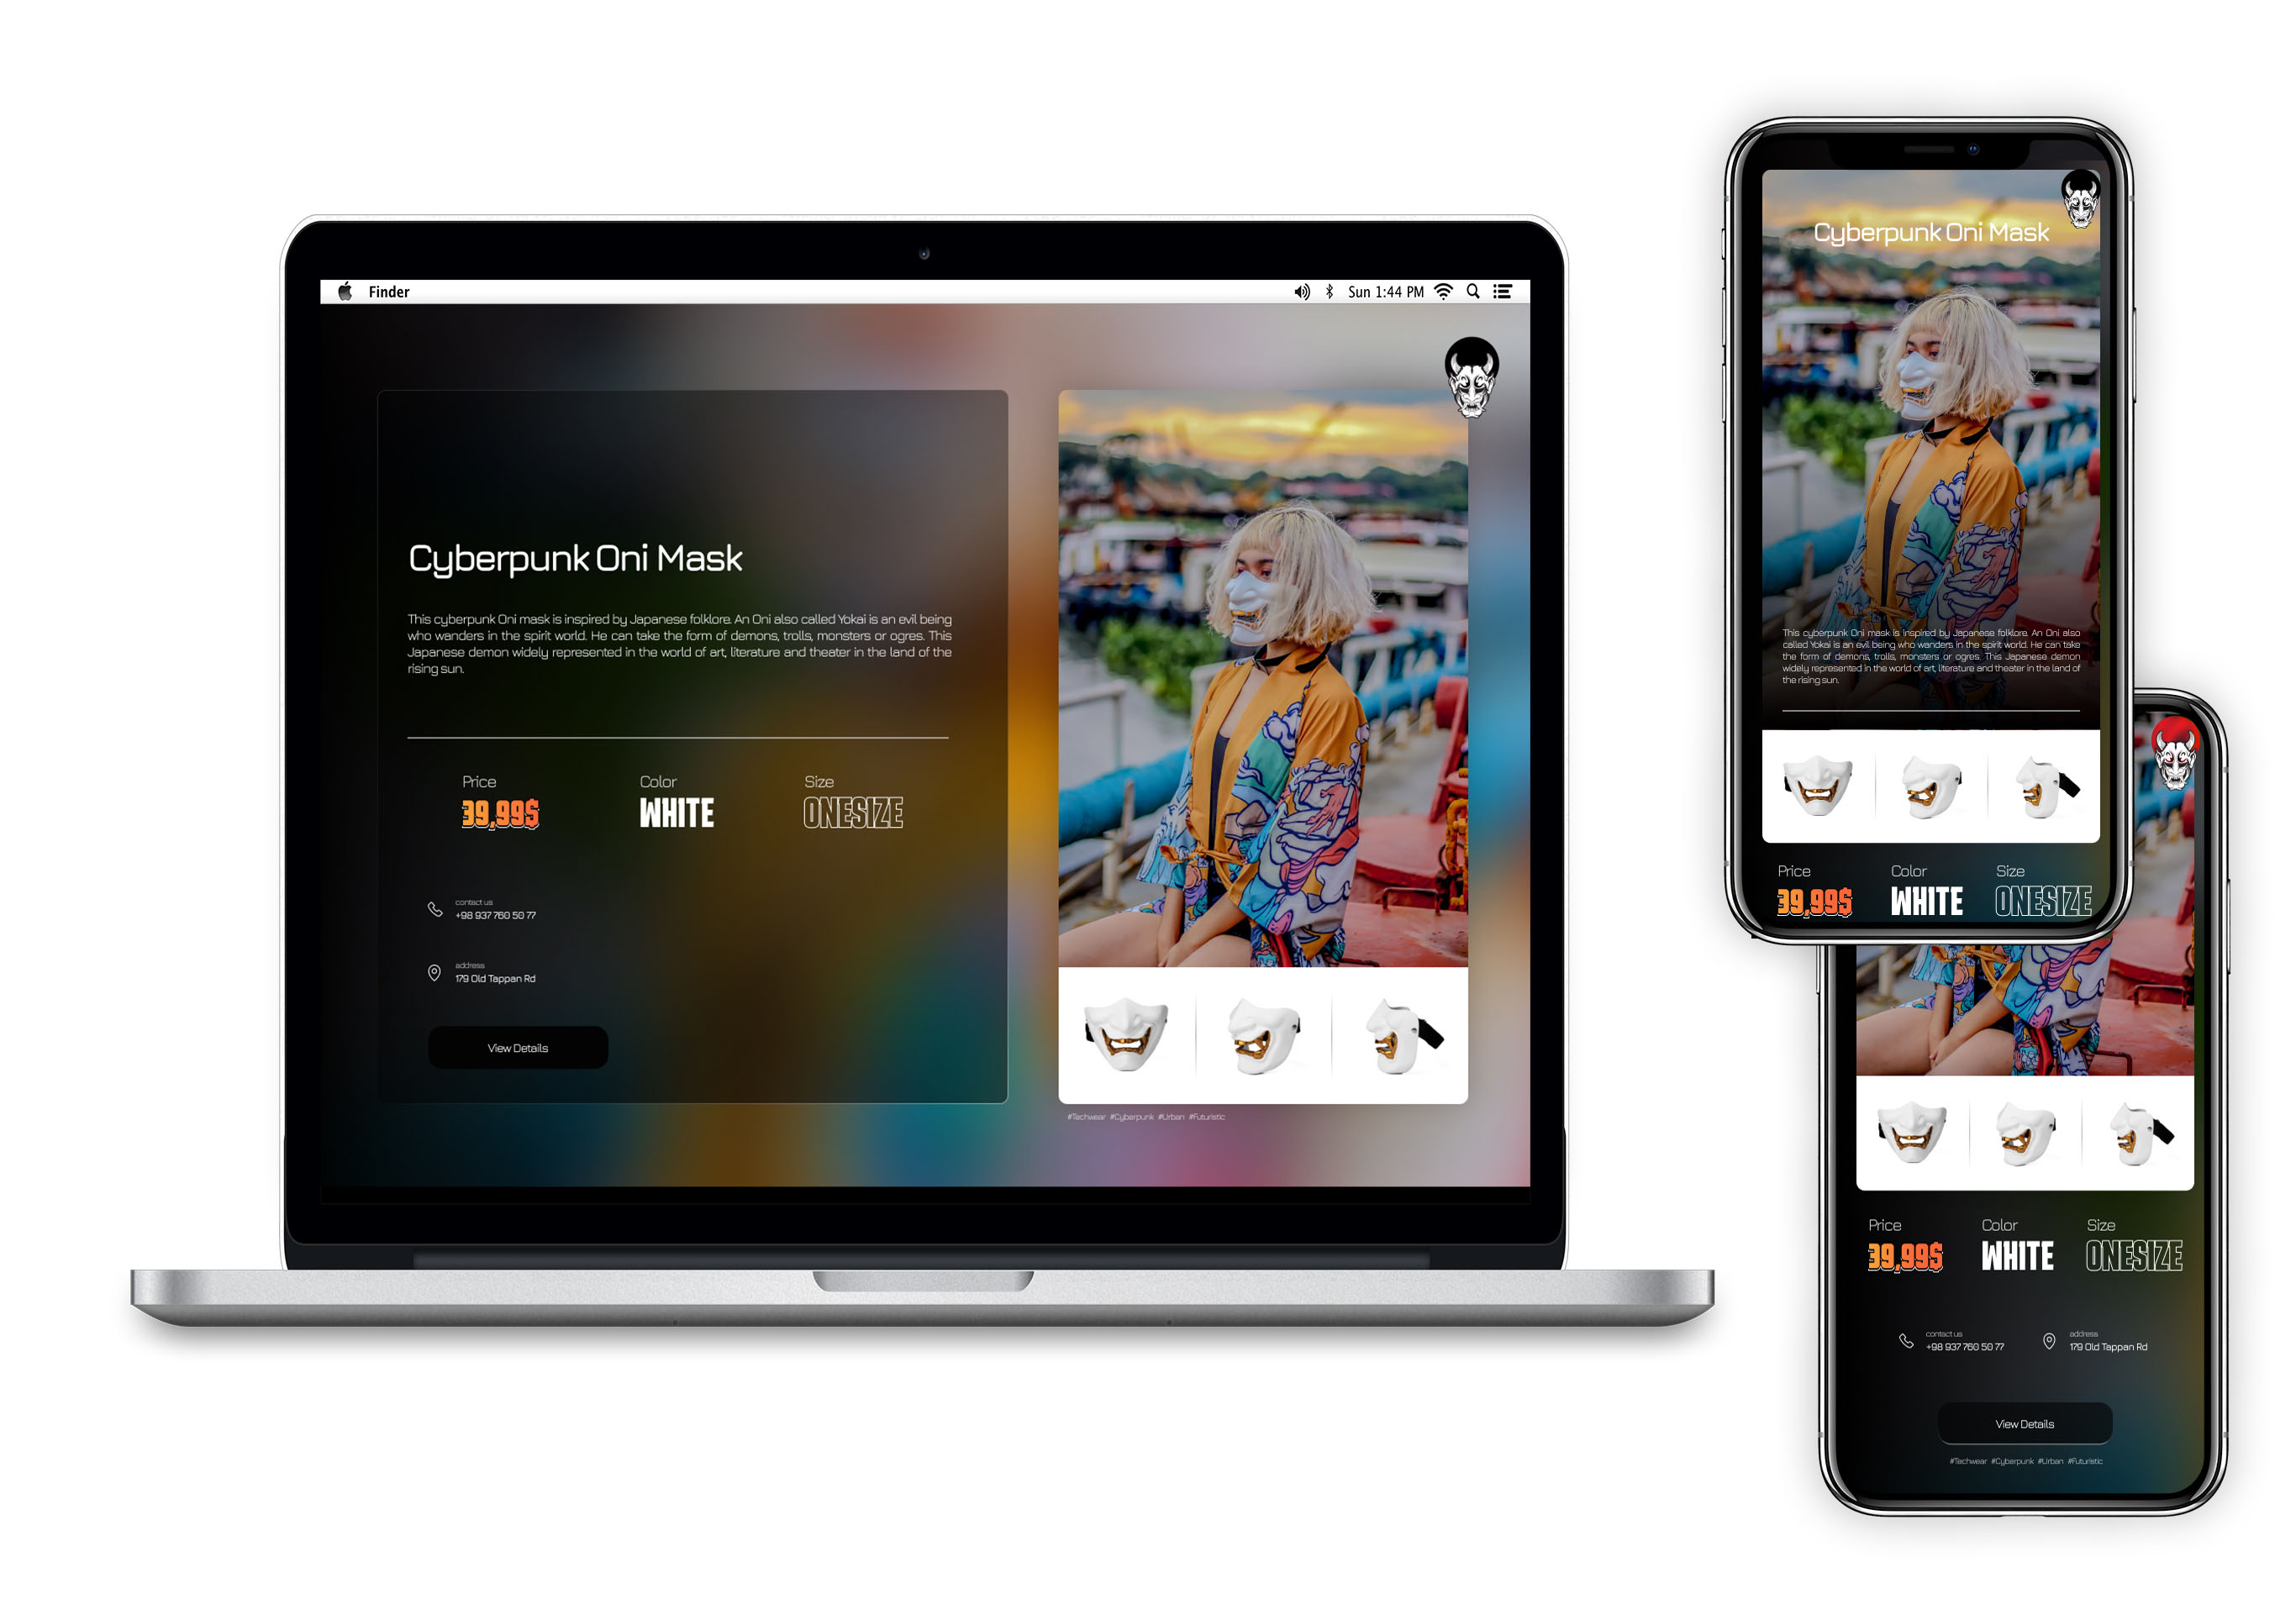 Finder
Sun 1:44 PM
Cyberpunk Oni Mask
This cyberpunk Oni mask is inspired by Japanese folklore. An Oni also called Yokai is an evil being
who wanders in the spirit world. He can take the form of demons, trolls, monsters or ogres. This
Japanese demon widely represented in the world of art, literature and theater in the land of the
rising sun.
Price
Color
Size
39,99$
WHITE
ONESIZE
contact us
+98 937 760 50 77
address
179 Old Tappan Rd
View Details
#Techwear #Cyberpunk #Urban #Futuristic
Cyberpunk Oni Mask
This cyberpunk Oni mask is inspired by Japanese folklore. An Oni also
called Yokai is an evil being who wanders in the spirit world. He can take
the form of demons, trolls, monsters or ogres. This Japanese demon
widely represented in the world of art, literature and theater in the land of
the rising sun.
Price
Color
Size
39,99$
WHITE
ONESIZE
Price
Color
Size
39,99$
WHITE
ONESIZE
contact us
+98 937 760 50 77
address
179 Old Tappan Rd
View Details
#Techwear #Cyberpunk #Urban #Futuristic